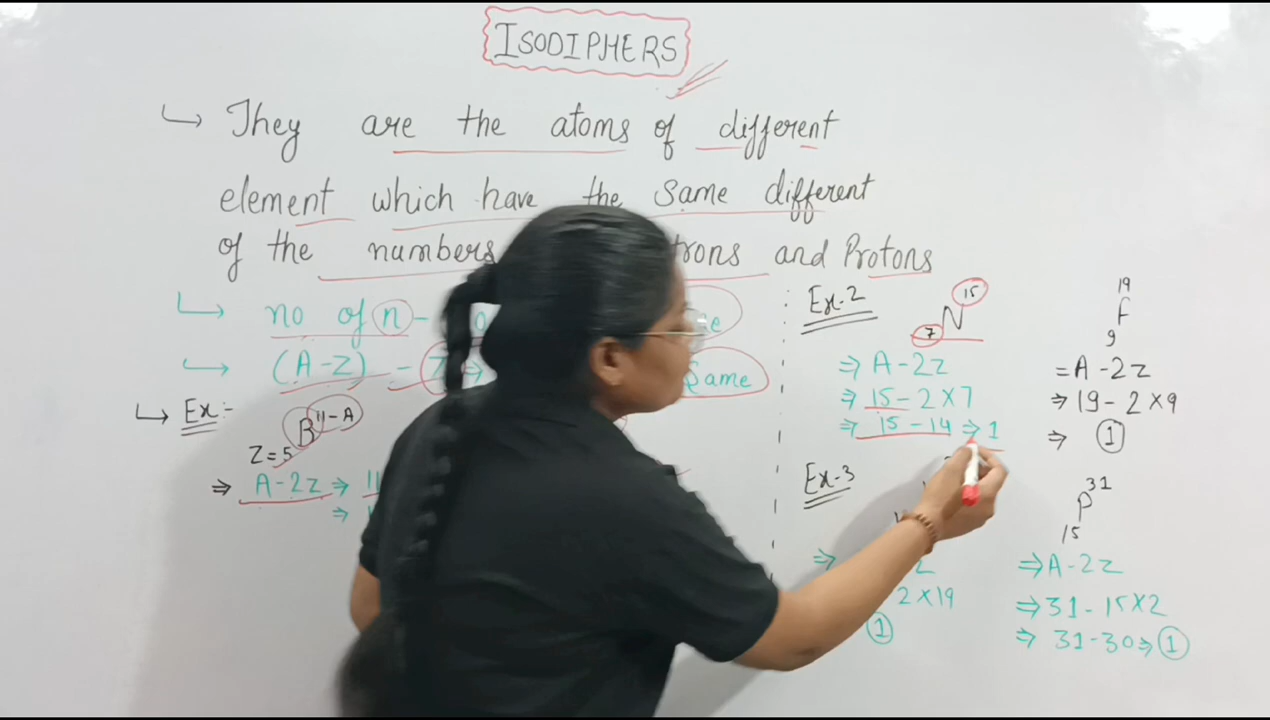 ISODIPHERS
↳ They are the atoms of different
element which have the same different
of the numbers and Protons
↳ no of n -
↳ (A-Z) - Z Same
↳ Ex:-
B 11-A
Z=5
⇒ A-2Z ⇒ 11
⇒
Ex.2
N 15
7
⇒ A-2Z
⇒ 15-2×7
⇒ 15-14 ⇒ 1
19
F
9
= A-2Z
⇒ 19-2×9
⇒ 1
Ex-3
⇒
2×19
1
P 31
15
⇒ A-2Z
⇒ 31-15×2
⇒ 31-30 ⇒ 1